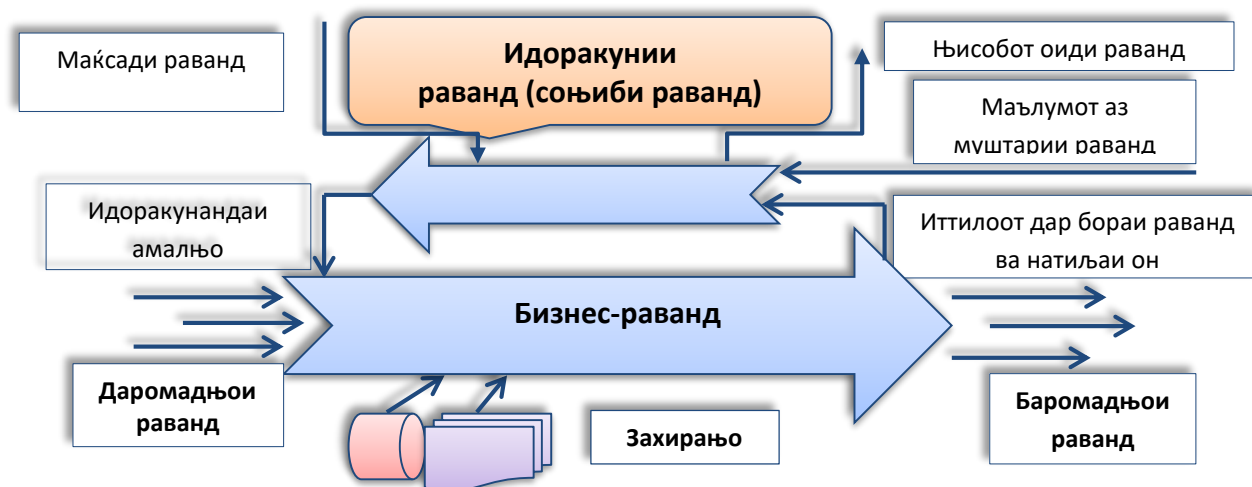 Маќсади раванд
Идоракунии
раванд (соњиби раванд)
Њисобот оиди раванд
Маълумот аз
муштарии раванд
Идоракунандаи
амалњо
Иттилоот дар бораи раванд
ва натиљаи он
Бизнес-раванд
Даромадњои
раванд
Захирањо
Баромадњои
раванд